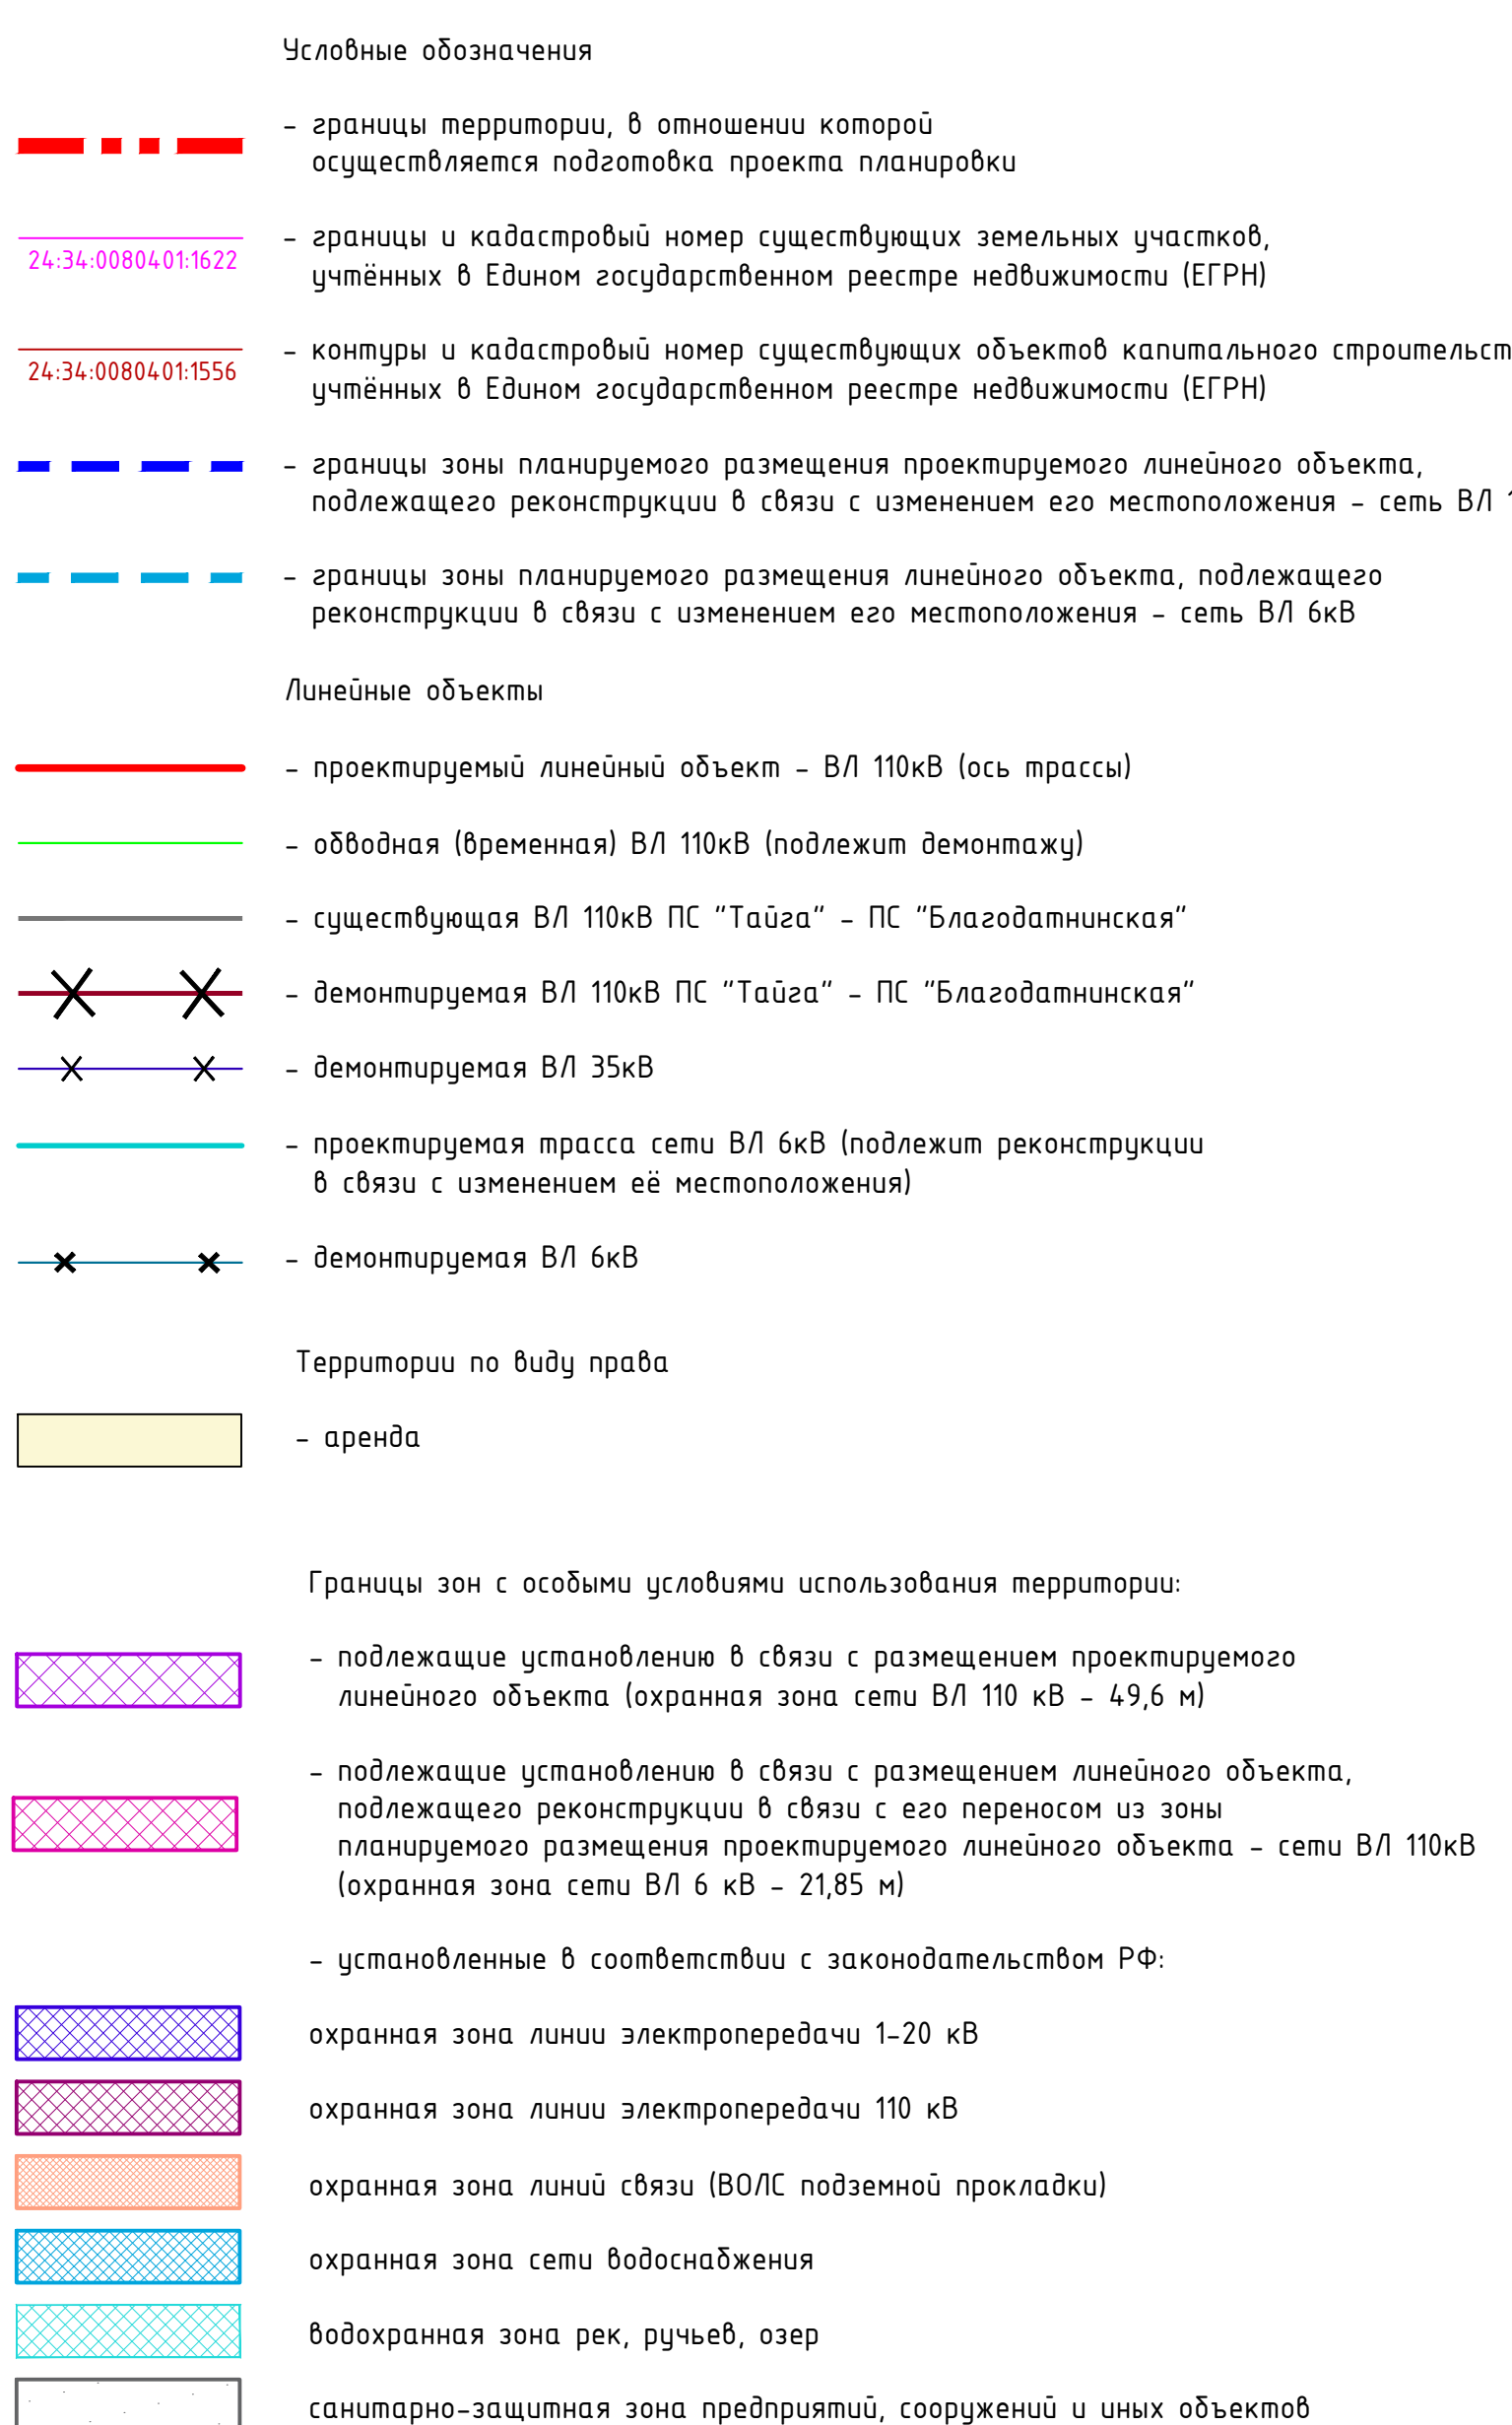 Условные обозначения
- границы территории, в отношении которой
осуществляется подготовка проекта планировки
24:34:0080401:1622
- границы и кадастровый номер существующих земельных участков,
учтённых в Едином государственном реестре недвижимости (ЕГРН)
24:34:0080401:1556
- контуры и кадастровый номер существующих объектов капитального строительст
учтённых в Едином государственном реестре недвижимости (ЕГРН)
- границы зоны планируемого размещения проектируемого линейного объекта,
подлежащего реконструкции в связи с изменением его местоположения - сеть ВЛ
- границы зоны планируемого размещения линейного объекта, подлежащего
реконструкции в связи с изменением его местоположения - сеть ВЛ 6кВ
Линейные объекты
- проектируемый линейный объект - ВЛ 110кВ (ось трассы)
- обводная (временная) ВЛ 110кВ (подлежит демонтажу)
- существующая ВЛ 110кВ ПС "Тайга" - ПС "Благодатнинская"
- демонтируемая ВЛ 110кВ ПС "Тайга" - ПС "Благодатнинская"
- демонтируемая ВЛ 35кВ
- проектируемая трасса сети ВЛ 6кВ (подлежит реконструкции
в связи с изменением её местоположения)
- демонтируемая ВЛ 6кВ
Территории по виду права
- аренда
Границы зон с особыми условиями использования территории:
- подлежащие установлению в связи с размещением проектируемого
линейного объекта (охранная зона сети ВЛ 110 кВ - 49,6 м)
- подлежащие установлению в связи с размещением линейного объекта,
подлежащего реконструкции в связи с его переносом из зоны
планируемого размещения проектируемого линейного объекта - сети ВЛ 110кВ
(охранная зона сети ВЛ 6 кВ - 21,85 м)
- установленные в соответствии с законодательством РФ:
охранная зона линии электропередачи 1-20 кВ
охранная зона линии электропередачи 110 кВ
охранная зона линий связи (ВОЛС подземной прокладки)
охранная зона сети водоснабжения
водохранная зона рек, ручьев, озер
санитарно-защитная зона предприятий, сооружений и иных объектов